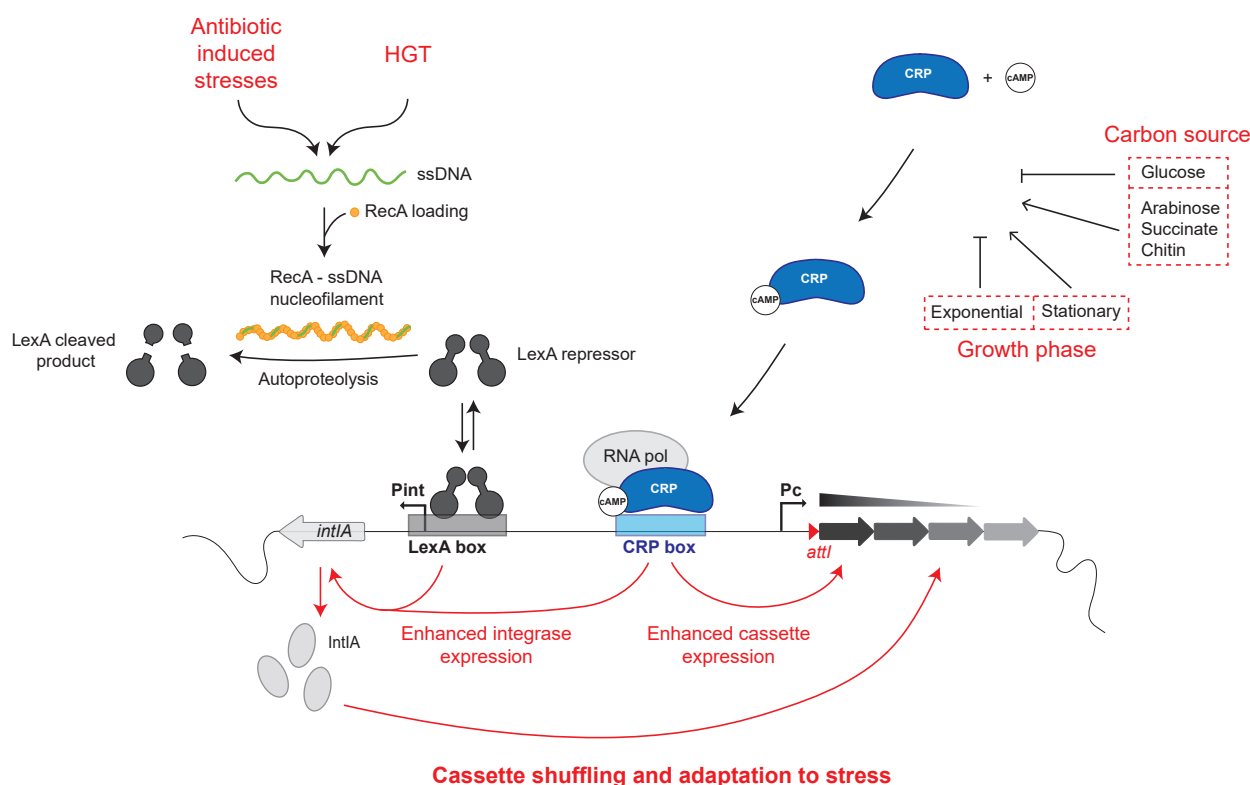 Antibiotic
induced
stresses
HGT
CRP
+
cAMP
Carbon source
Glucose
Arabinose
Succinate
Chitin
ssDNA
RecA loading
RecA - ssDNA
nucleofilament
CRP
cAMP
Exponential
Stationary
Growth phase
LexA cleaved
product
LexA repressor
Autoproteolysis
RNA pol
CRP
cAMP
Pint
Pc
intIA
LexA box
CRP box
attI
Enhanced integrase
expression
Enhanced cassette
expression
IntIA
Cassette shuffling and adaptation to stress